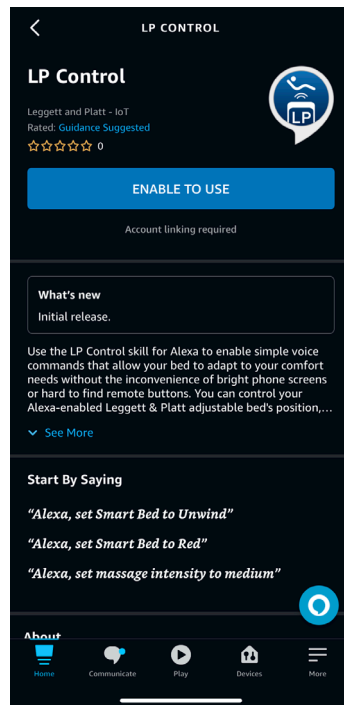 LP CONTROL
LP Control
Leggett and Platt - IoT
Rated: Guidance Suggested
0
LP
ENABLE TO USE
Account linking required
What's new
Initial release.
Use the LP Control skill for Alexa to enable simple voice
commands that allow your bed to adapt to your comfort
needs without the inconvenience of bright phone screens
or hard to find remote buttons. You can control your
Alexa-enabled Leggett & Platt adjustable bed's position,...
See More
Start By Saying
“Alexa, set Smart Bed to Unwind”
“Alexa, set Smart Bed to Red”
“Alexa, set massage intensity to medium”
About
Home Communicate Play Devices More